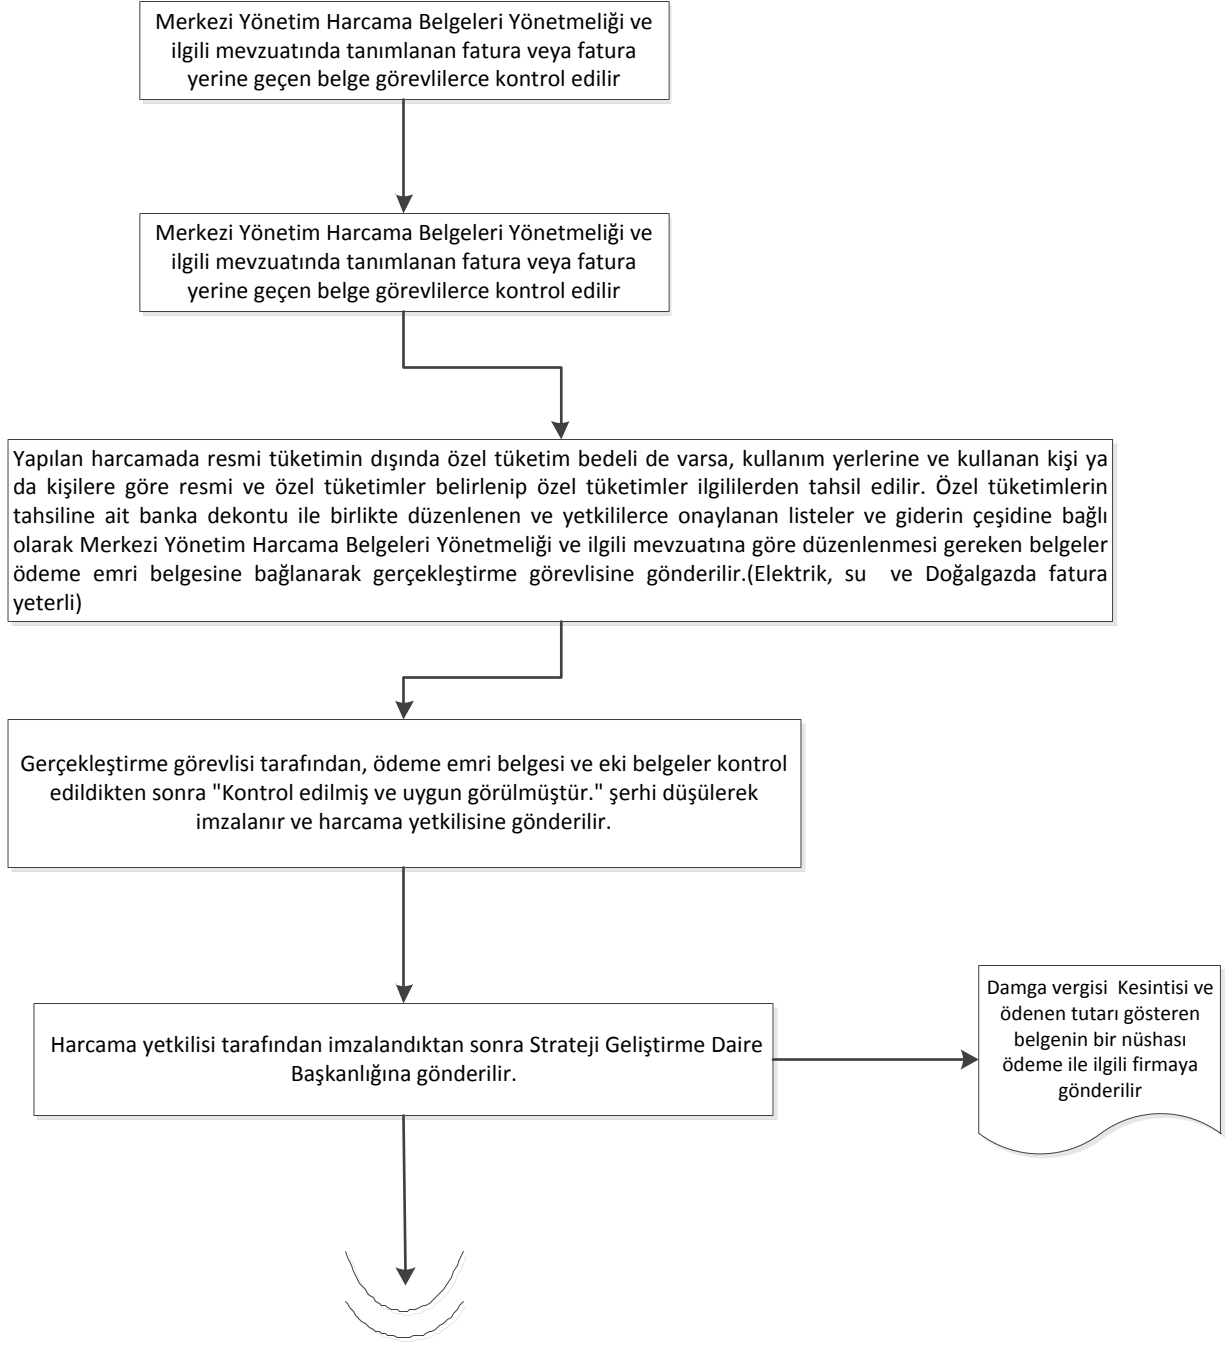 Merkezi Yönetim Harcama Belgeleri Yönetmeliği ve
ilgili mevzuatında tanımlanan fatura veya fatura
yerine geçen belge görevlilerce kontrol edilir
Merkezi Yönetim Harcama Belgeleri Yönetmeliği ve
ilgili mevzuatında tanımlanan fatura veya fatura
yerine geçen belge görevlilerce kontrol edilir
Yapılan harcamada resmi tüketimin dışında özel tüketim bedeli de varsa, kullanım yerlerine ve kullanan kişi ya
da kişilere göre resmi ve özel tüketimler belirlenip özel tüketimler ilgililerden tahsil edilir. Özel tüketimlerin
tahsiline ait banka dekontu ile birlikte düzenlenen ve yetkililerce onaylanan listeler ve giderin çeşidine bağlı
olarak Merkezi Yönetim Harcama Belgeleri Yönetmeliği ve ilgili mevzuatına göre düzenlenmesi gereken belgeler
ödeme emri belgesine bağlanarak gerçekleştirme görevlisine gönderilir.(Elektrik, su ve Doğalgazda fatura
yeterli)
Gerçekleştirme görevlisi tarafından, ödeme emri belgesi ve eki belgeler kontrol
edildikten sonra "Kontrol edilmiş ve uygun görülmüştür." şerhi düşülerek
imzalanır ve harcama yetkilisine gönderilir.
Harcama yetkilisi tarafından imzalandıktan sonra Strateji Geliştirme Daire
Başkanlığına gönderilir.
Damga vergisi Kesintisi ve
ödenen tutarı gösteren
belgenin bir nüshası
ödeme ile ilgili firmaya
gönderilir